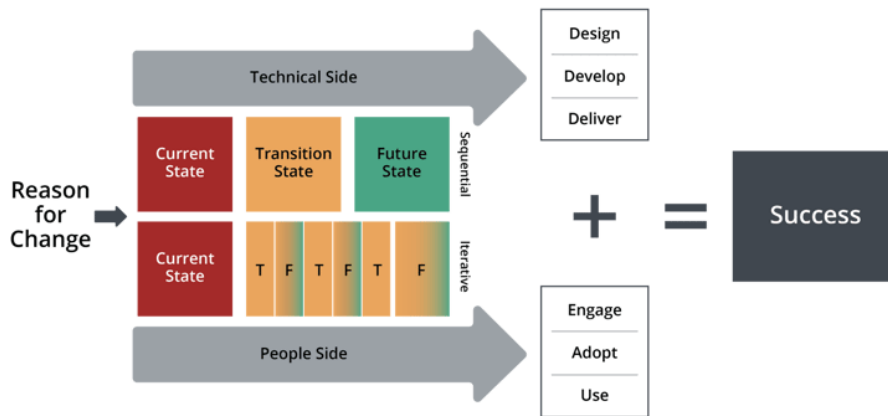 Reason
for
Change
Technical Side
Current
State
Transition
State
Future
State
Sequential
Current
State
T
F
T
F
T
F
Iterative
People Side
Design
Develop
Deliver
+
Engage
Adopt
Use
=
Success